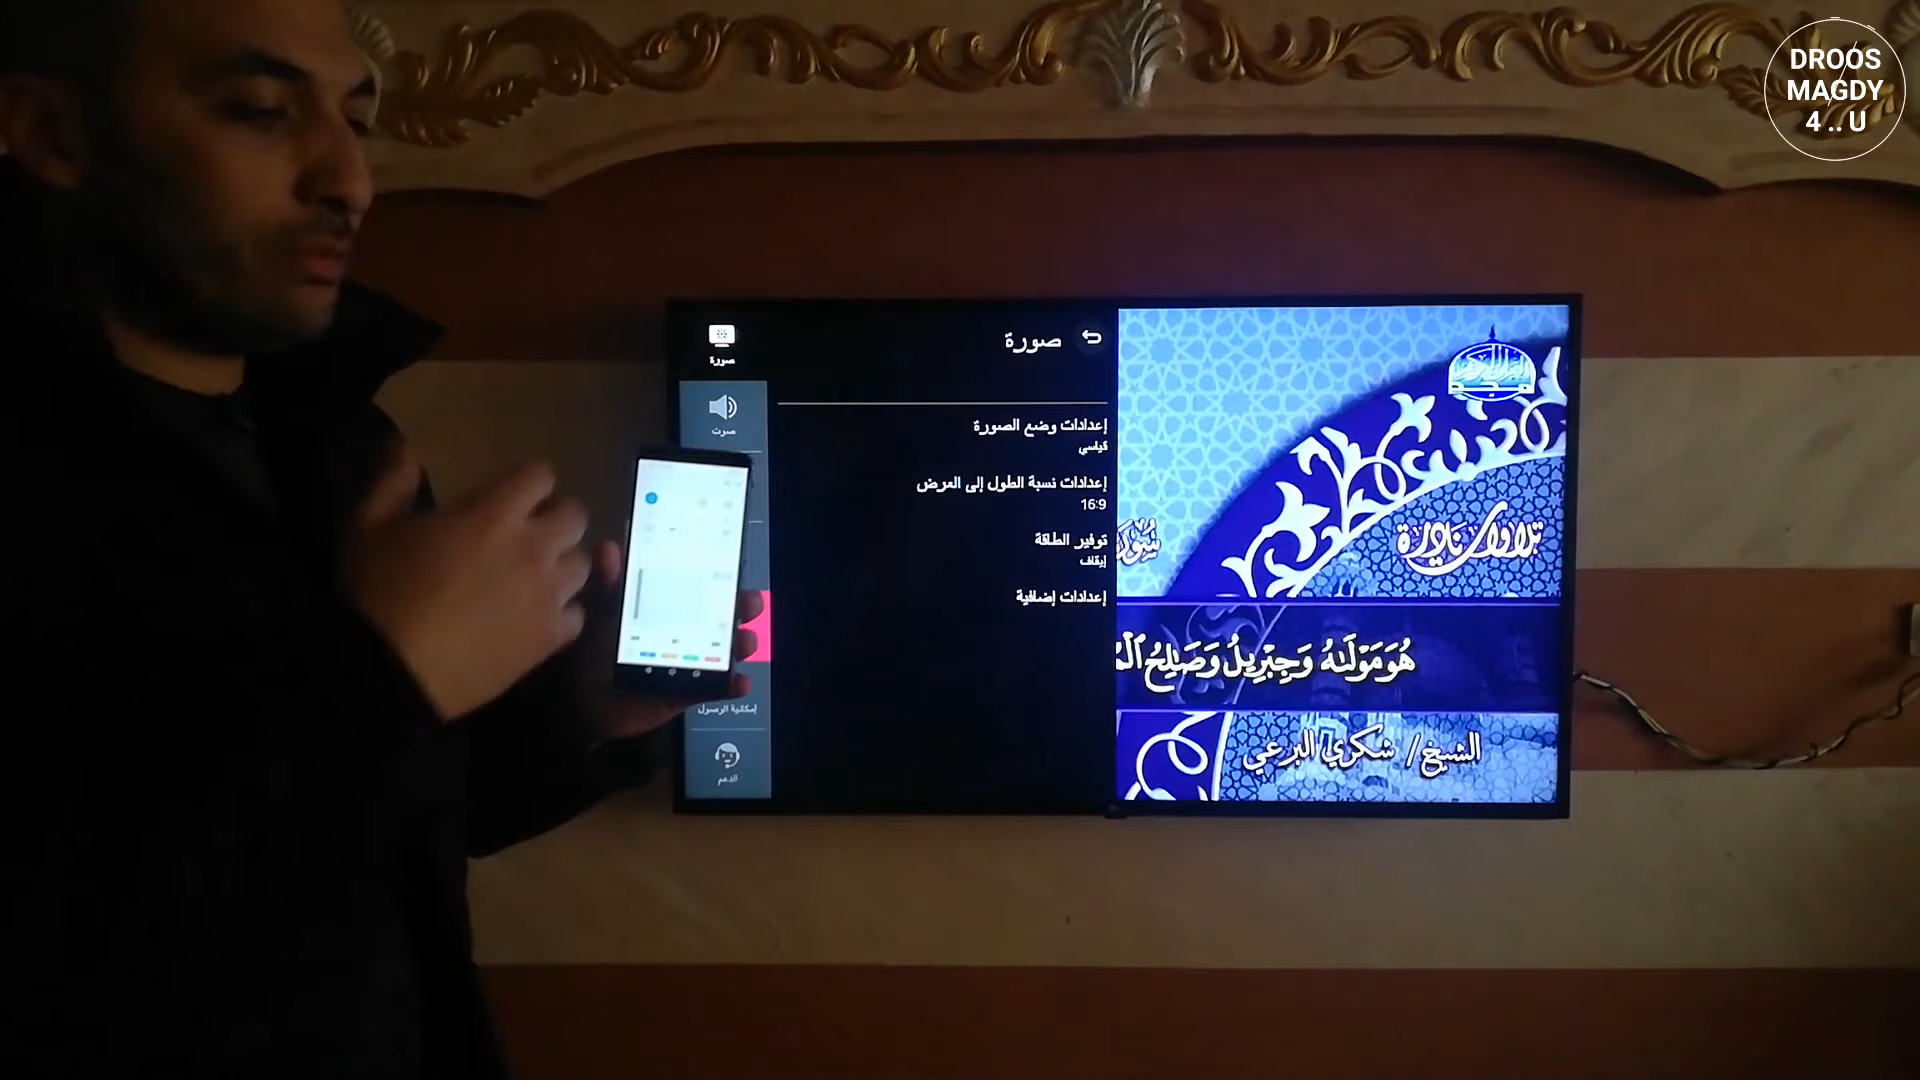 DROOS
MAGDY
4 .. U
صورة
صورة
صوت
إعدادات وضع الصورة
قياسي
إعدادات نسبة الطول إلى العرض
16:9
توفير الطاقة
إيقاف
إعدادات إضافية
إمكانية الوصول
الدعم
تلاوات نادرة
هُوَ مَوْلَىٰهُ وَجِبْرِيلُ وَصَٰلِحُ
الشيخ / شكري البرعي